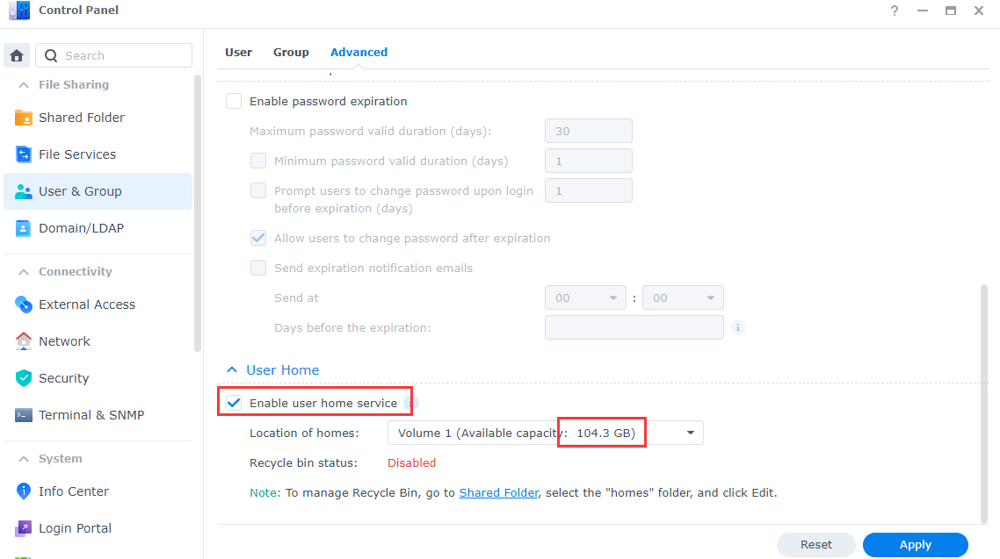 Control Panel
?
Search
User Group Advanced
File Sharing
Shared Folder
File Services
User & Group
Domain/LDAP
Connectivity
External Access
Network
Security
Terminal & SNMP
System
Info Center
Login Portal
Enable password expiration
Maximum password valid duration (days): 30
Minimum password valid duration (days) 1
Prompt users to change password upon login 1
before expiration (days)
Allow users to change password after expiration
Send expiration notification emails
Send at 00 : 00
Days before the expiration: i
User Home
Enable user home service
Location of homes: Volume 1 (Available capacity: 104.3 GB)
Recycle bin status: Disabled
Note: To manage Recycle Bin, go to Shared Folder, select the "homes" folder, and click Edit.
Reset Apply